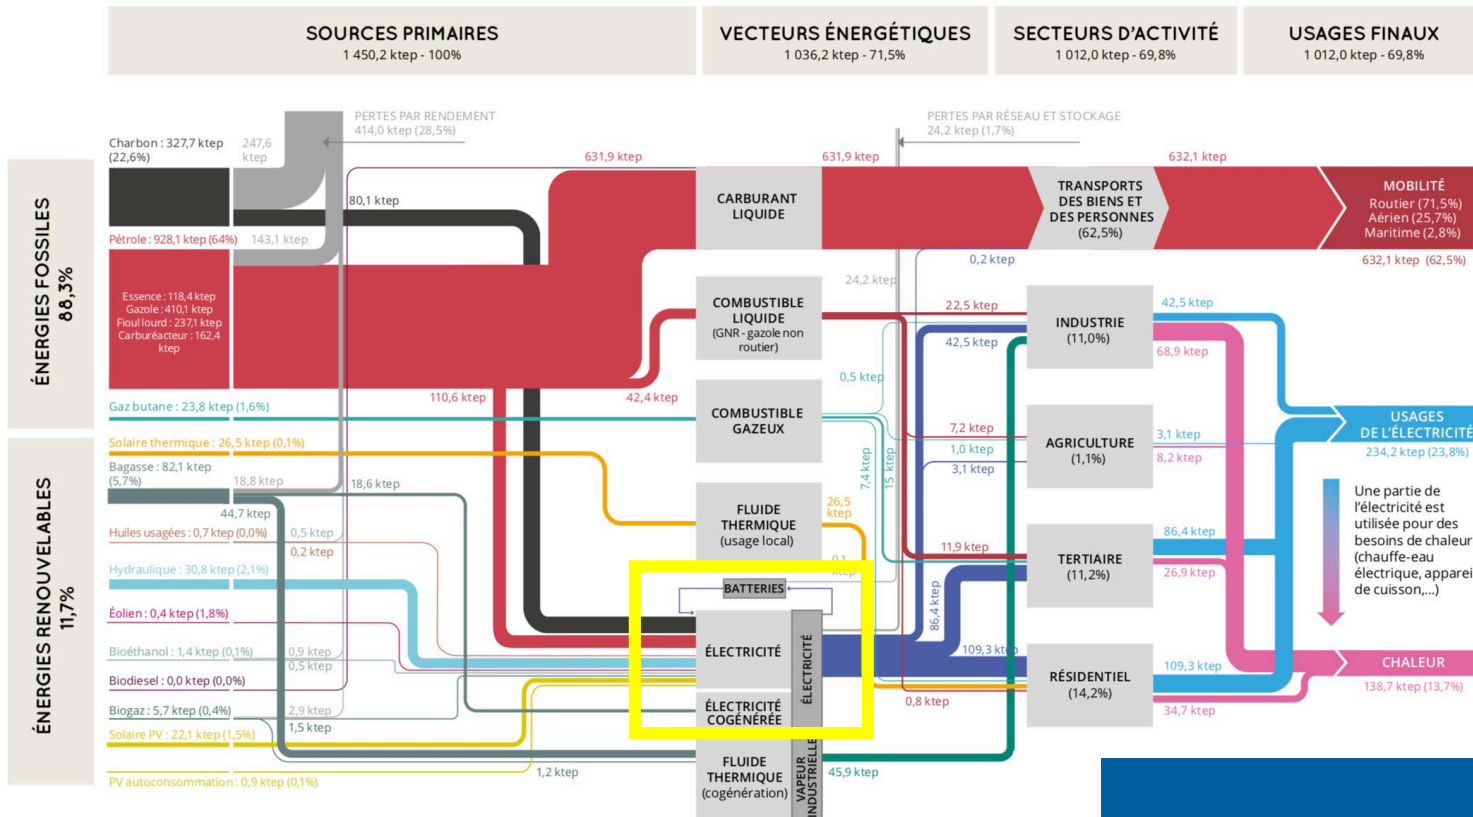 SOURCES PRIMAIRES
1 450,2 ktep - 100%
VECTEURS ÉNERGÉTIQUES
1 036,2 ktep - 71,5%
SECTEURS D'ACTIVITÉ
1 012,0 ktep - 69,8%
USAGES FINAUX
1 012,0 ktep - 69,8%
ÉNERGIES FOSSILES
88,3%
ÉNERGIES RENOUVELABLES
11,7%
Charbon : 327,7 ktep
(22,6%)
247,6
ktep
PERTES PAR RENDEMENT
414,0 ktep (28,5%)
80,1 ktep
Pétrole : 928,1 ktep (64%)
143,1 ktep
Essence : 118,4 ktep
Gazole : 410,1 ktep
Fioul lourd : 237,1 ktep
Carburéacteur : 162,4
ktep
Gaz butane : 23,8 ktep (1,6%)
Solaire thermique : 26,5 ktep (0,1%)
Bagasse : 82,1 ktep
(5,7%)
18,8 ktep
18,6 ktep
44,7 ktep
Huiles usagées : 0,7 ktep (0,0%)
0,5 ktep
0,2 ktep
Hydraulique : 30,8 ktep (2,1%)
Éolien : 0,4 ktep (1,8%)
Bioéthanol : 1,4 ktep (0,1%)
0,9 ktep
0,5 ktep
Biodiesel : 0,0 ktep (0,0%)
Biogaz : 5,7 ktep (0,4%)
2,9 ktep
1,5 ktep
Solaire PV : 22,1 ktep (1,5%)
PV autoconsommation : 0,9 ktep (0,1%)
1,2 ktep
631,9 ktep
110,6 ktep
42,4 ktep
CARBURANT
LIQUIDE
COMBUSTIBLE
LIQUIDE
(GNR - gazole non
routier)
COMBUSTIBLE
GAZEUX
FLUIDE
THERMIQUE
(usage local)
BATTERIES
ÉLECTRICITÉ
ÉLECTRICITÉ
COGÉNÉRÉE
ÉLECTRICITÉ
FLUIDE
THERMIQUE
(cogénération)
VAPEUR
INDUSTRIELLE
PERTES PAR RÉSEAU ET STOCKAGE
24,2 ktep (1,7%)
631,9 ktep
24,2 ktep
0,2 ktep
22,5 ktep
42,5 ktep
0,5 ktep
7,2 ktep
1,0 ktep
3,1 ktep
7,4 ktep
15 ktep
26,5
ktep
0,1
ktep
11,9 ktep
86,4 ktep
109,3 ktep
0,8 ktep
45,9 ktep
TRANSPORTS
DES BIENS ET
DES PERSONNES
(62,5%)
INDUSTRIE
(11,0%)
AGRICULTURE
(1,1%)
TERTIAIRE
(11,2%)
RÉSIDENTIEL
(14,2%)
632,1 ktep
42,5 ktep
68,9 ktep
3,1 ktep
8,2 ktep
86,4 ktep
26,9 ktep
109,3 ktep
34,7 ktep
MOBILITÉ
Routier (71,5%)
Aérien (25,7%)
Maritime (2,8%)
632,1 ktep (62,5%)
USAGES
DE L'ÉLECTRICITÉ
234,2 ktep (23,8%)
Une partie de
l'électricité est
utilisée pour des
besoins de chaleur
(chauffe-eau
électrique, apparei
de cuisson,...)
CHALEUR
138,7 ktep (13,7%)